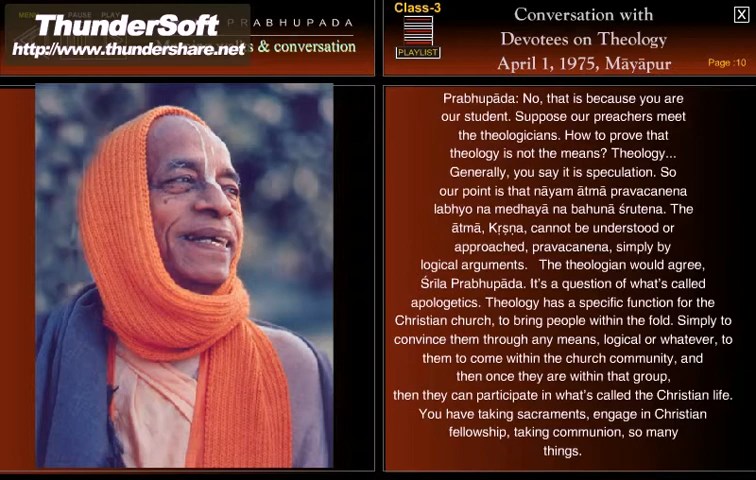 ThunderSoft
http://www.thundershare.net
MENU PAUSE PLAY
PRABHUPADA
& conversation
Class-3
PLAYLIST
Conversation with
Devotees on Theology
April 1, 1975, Māyāpur
X
Page :10
Prabhupāda: No, that is because you are
our student. Suppose our preachers meet
the theologicians. How to prove that
theology is not the means? Theology...
Generally, you say it is speculation. So
our point is that nāyam ātmā pravacanena
labhyo na medhayā na bahunā śrutena. The
ātmā, Kṛṣṇa, cannot be understood or
approached, pravacanena, simply by
logical arguments. The theologian would agree,
Śrīla Prabhupāda. It's a question of what's called
apologetics. Theology has a specific function for the
Christian church, to bring people within the fold. Simply to
convince them through any means, logical or whatever, to
them to come within the church community, and
then once they are within that group,
then they can participate in what's called the Christian life.
You have taking sacraments, engage in Christian
fellowship, taking communion, so many
things.